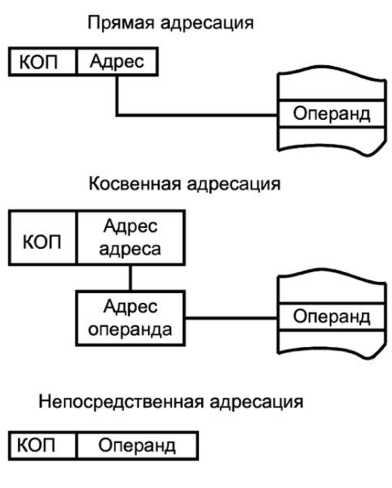 Прямая адресация
КОП Адрес
Операнд
Косвенная адресация
КОП
Адрес
адреса
Адрес
операнда
Операнд
Непосредственная адресация
КОП Операнд